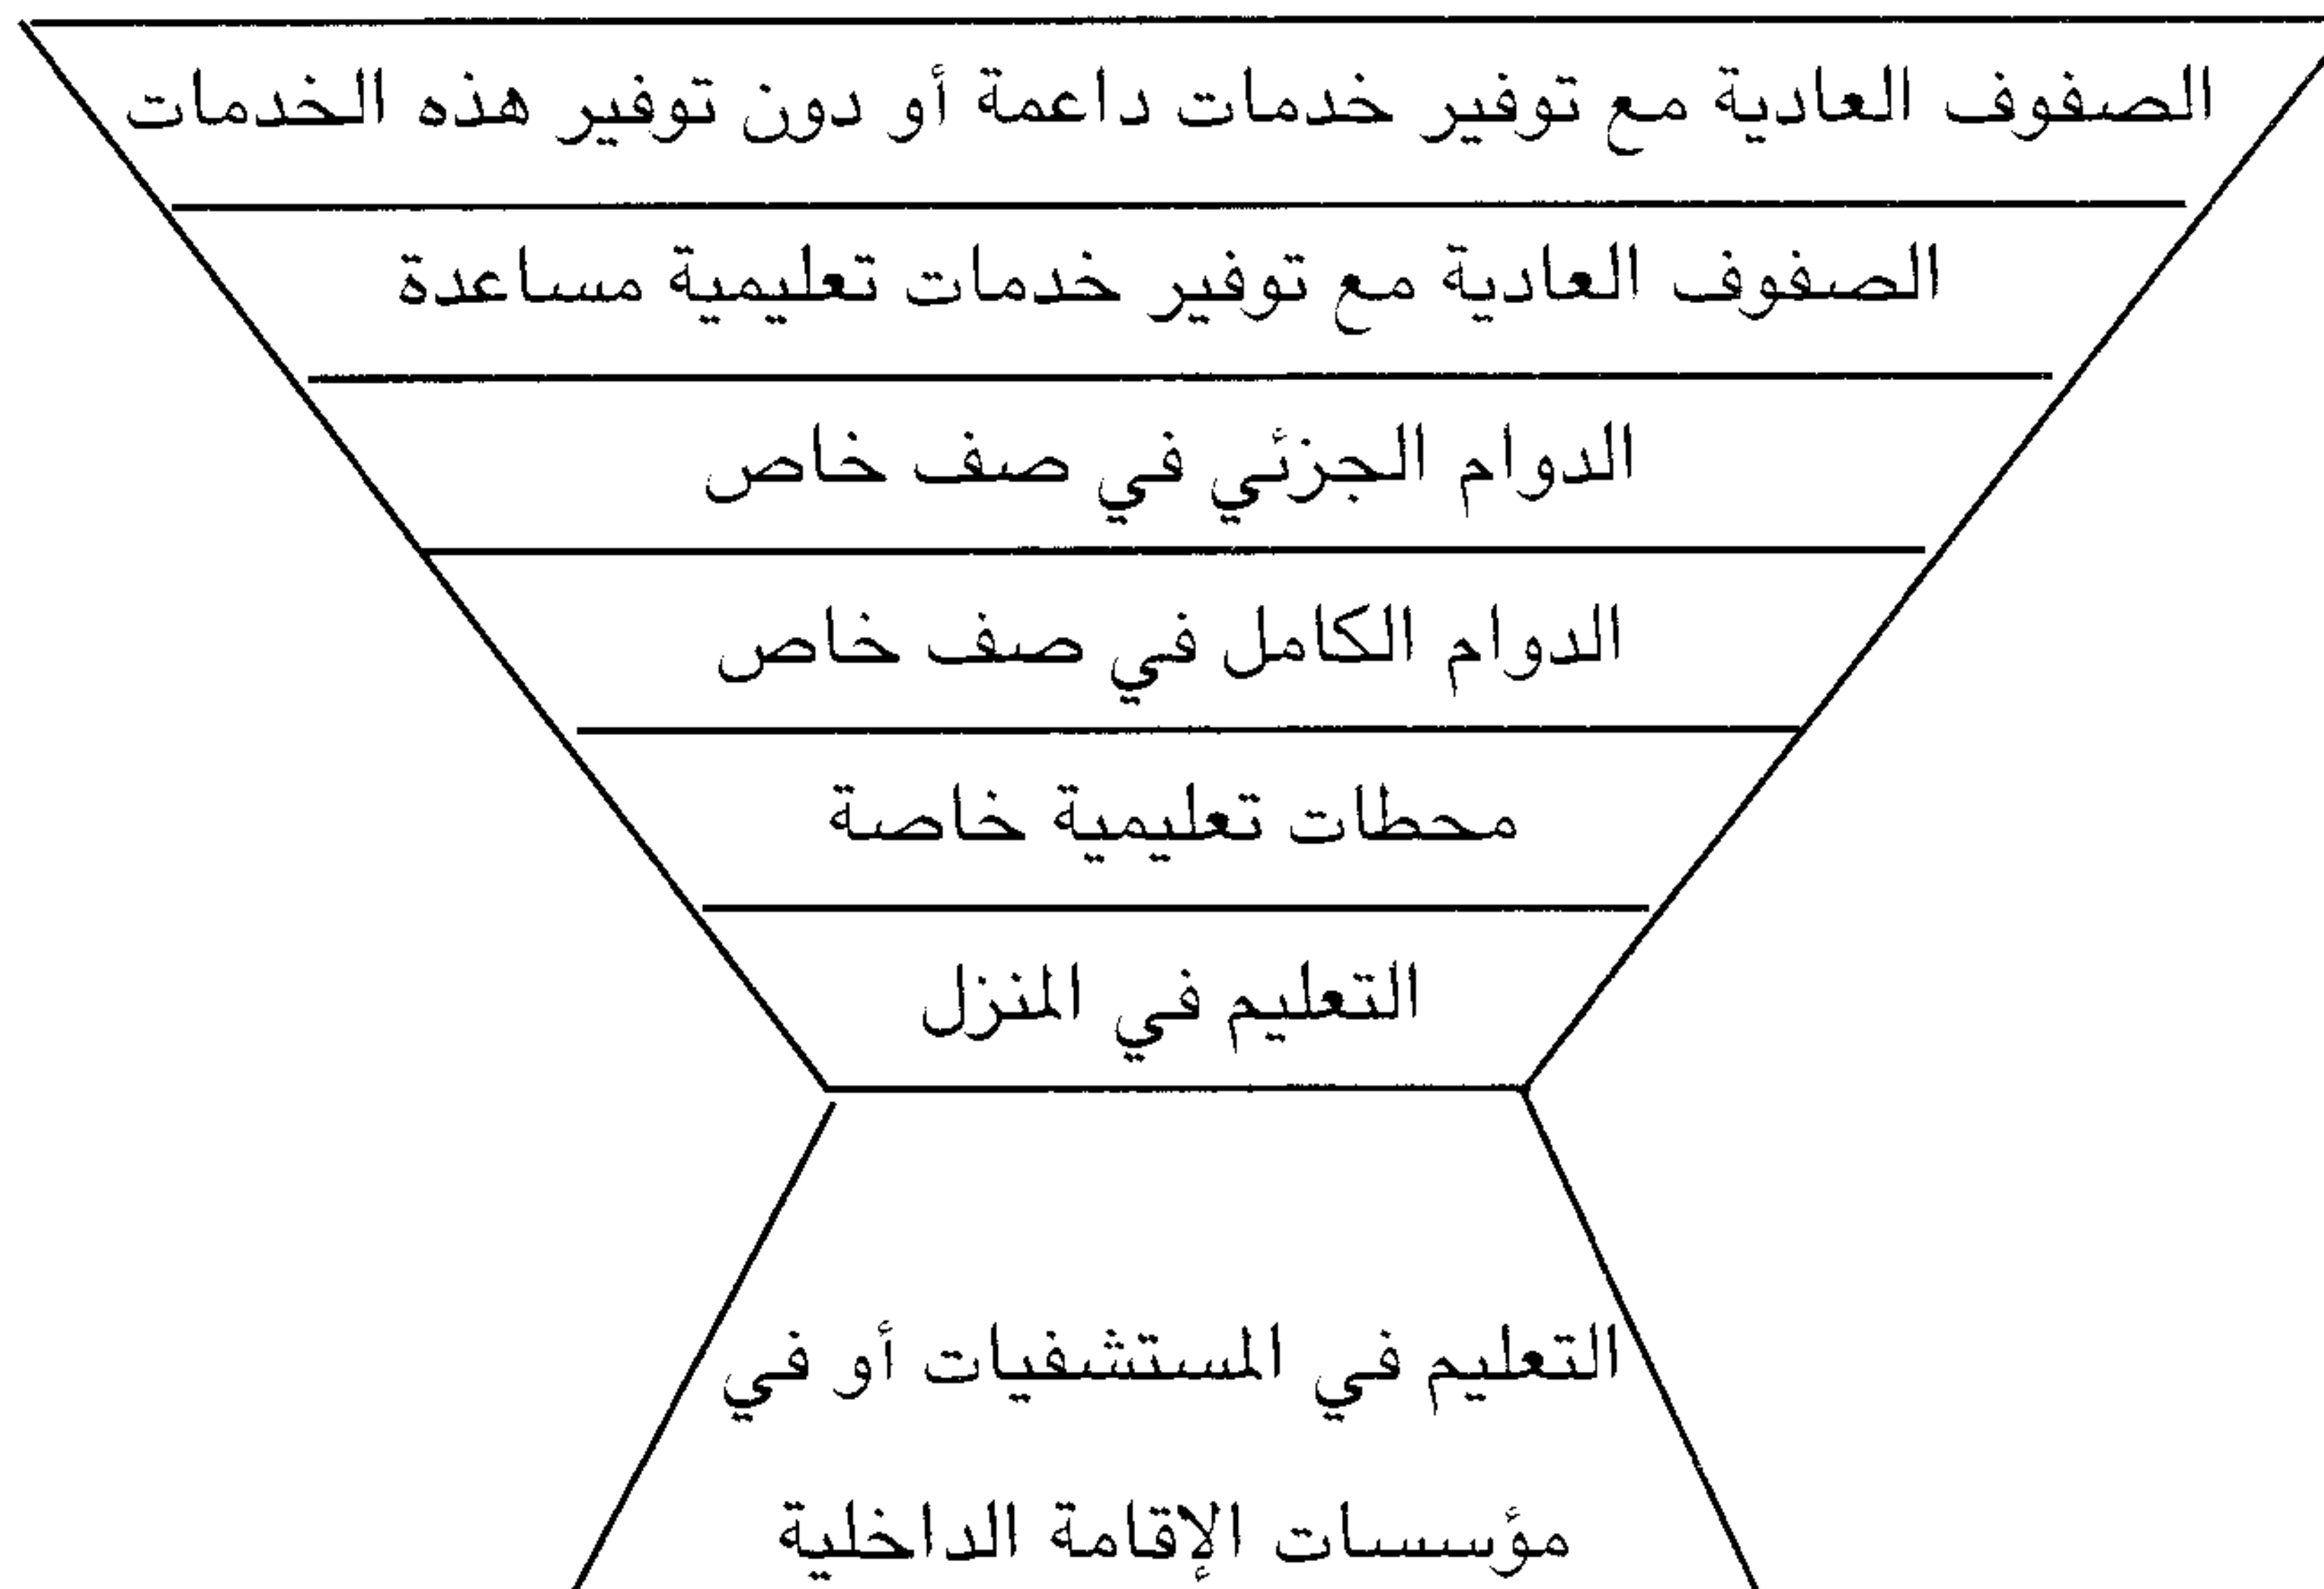 الصفوف العادية مع توفير خدمات داعمة أو دون توفير هذه الخدمات
الصفوف العادية مع توفير خدمات تعليمية مساعدة
الدوام الجزئي في صف خاص
الدوام الكامل في صف خاص
محطات تعليمية خاصة
التعليم في المنزل
التعليم في المستشفيات أو في
مؤسسات الإقامة الداخلية